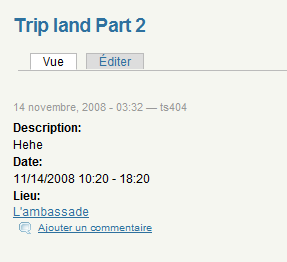 Trip land Part 2
Vue Éditer
14 novembre, 2008 - 03:32 — ts404
Description:
Hehe
Date:
11/14/2008 10:20 - 18:20
Lieu:
L'ambassade
Ajouter un commentaire